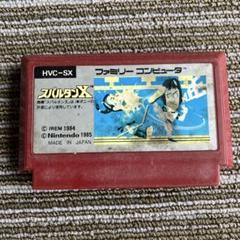 HVC-SX
ファミリーコンピュータ
スパルタンX
© IREM 1984
© Nintendo 1985
MADE IN JAPAN